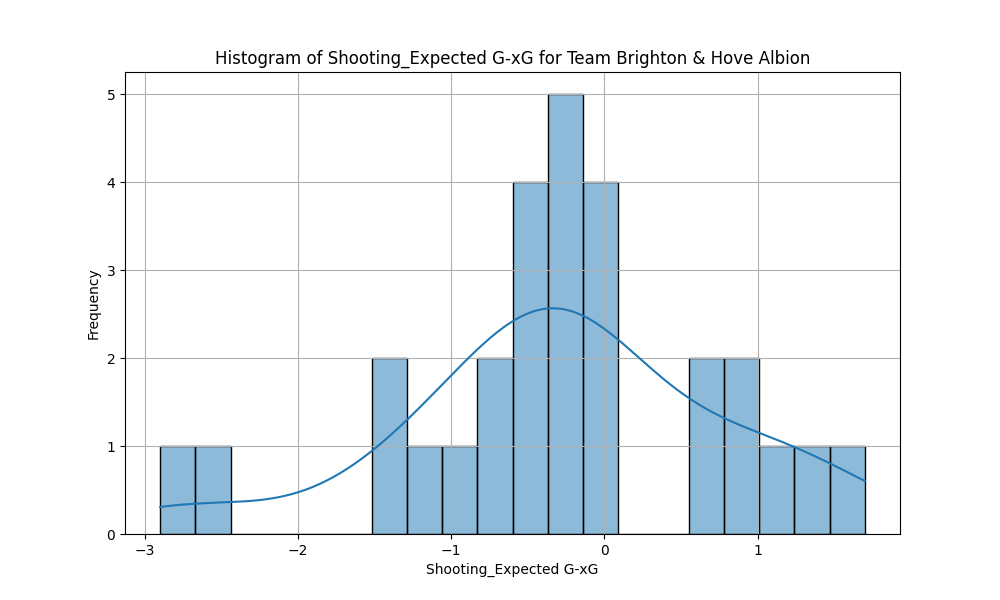 Histogram of Shooting_Expected G-xG for Team Brighton & Hove Albion
Frequency
5
4
3
2
1
0
−3 −2 −1 0 1
Shooting_Expected G-xG